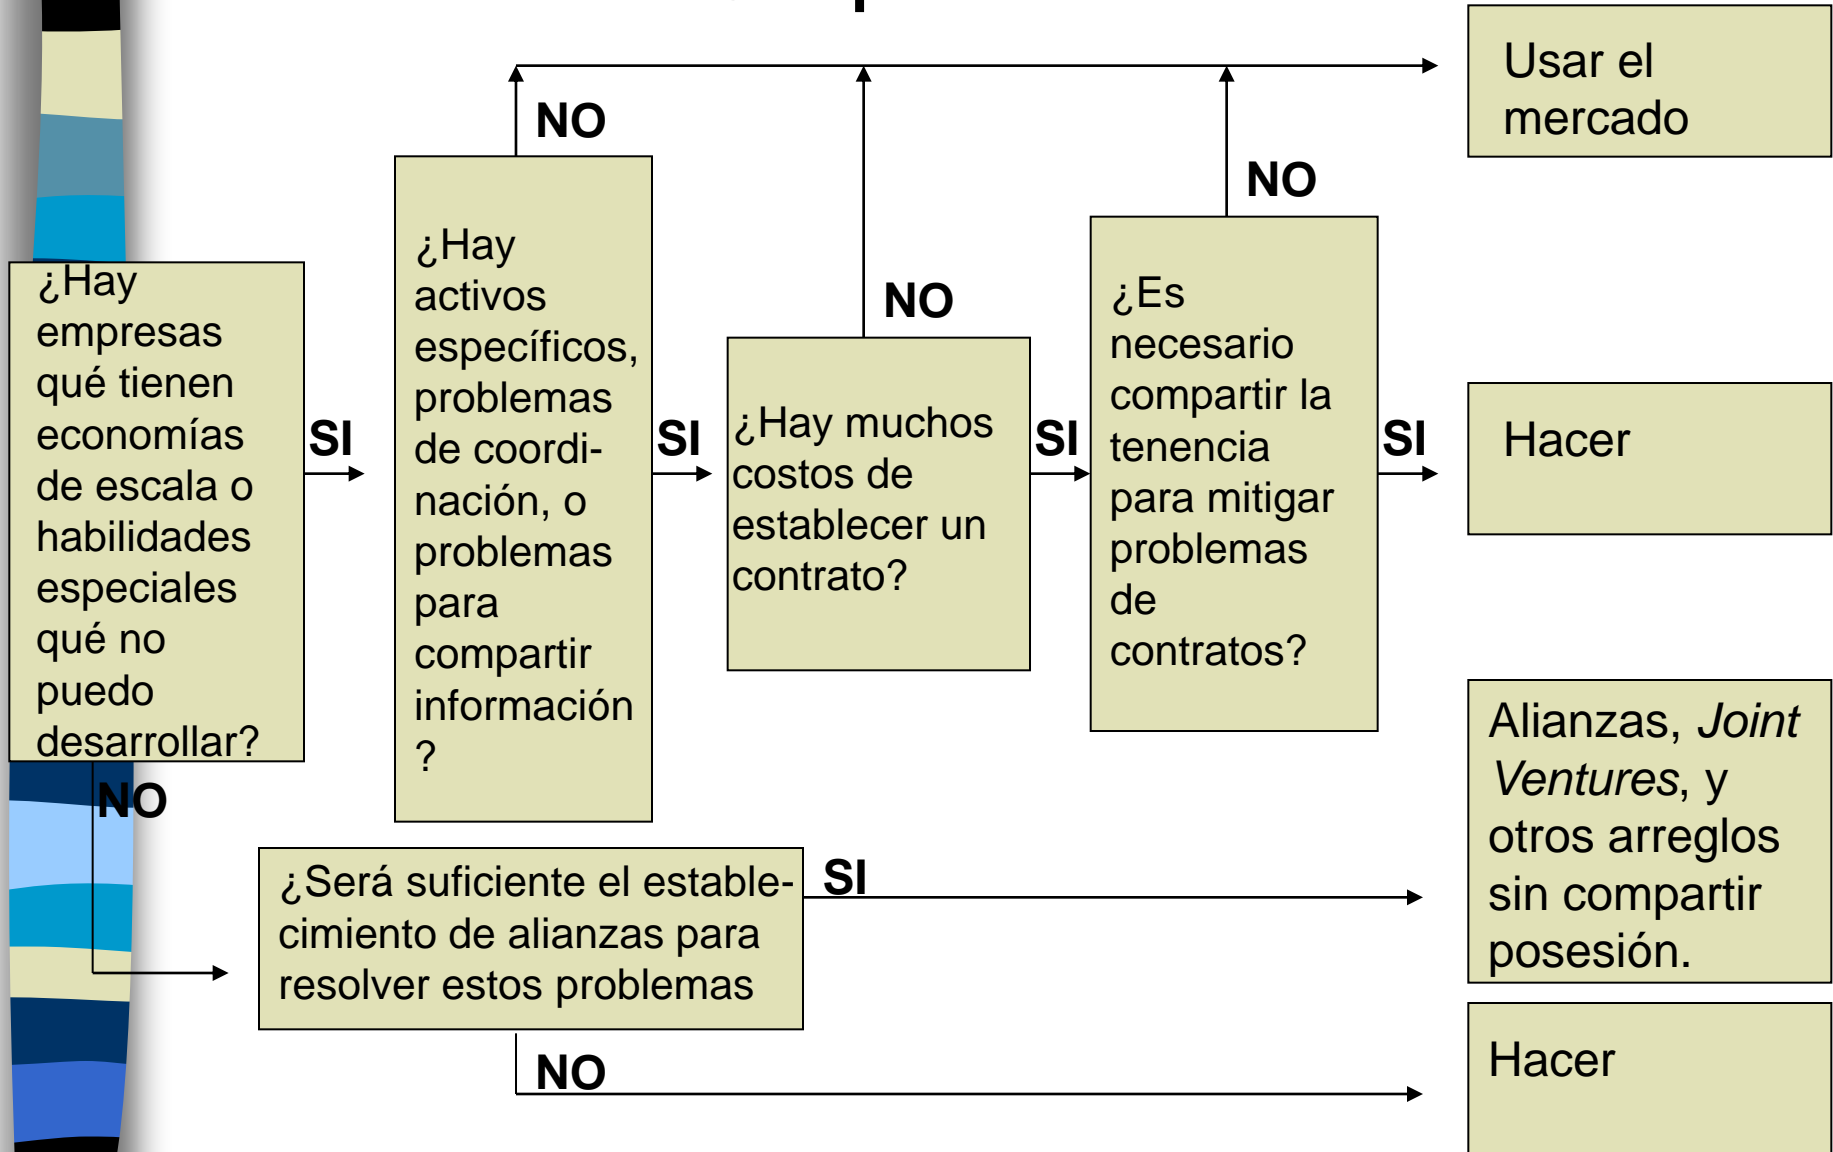 Usar el
mercado
NO
NO
¿Hay
activos
específicos,
problemas
de coordi-
nación, o
problemas
para
compartir
información
?
¿Hay
empresas
qué tienen
economías
de escala o
habilidades
especiales
qué no
puedo
desarrollar?
NO
¿Es
necesario
compartir la
tenencia
para mitigar
problemas
de
contratos?
¿Hay muchos
costos de
establecer un
contrato?
SI
SI
SI
SI
Hacer
Alianzas, Joint
Ventures, y
otros arreglos
sin compartir
posesión.
NO
¿Será suficiente el estable-
cimiento de alianzas para
resolver estos problemas
SI
NO
Hacer